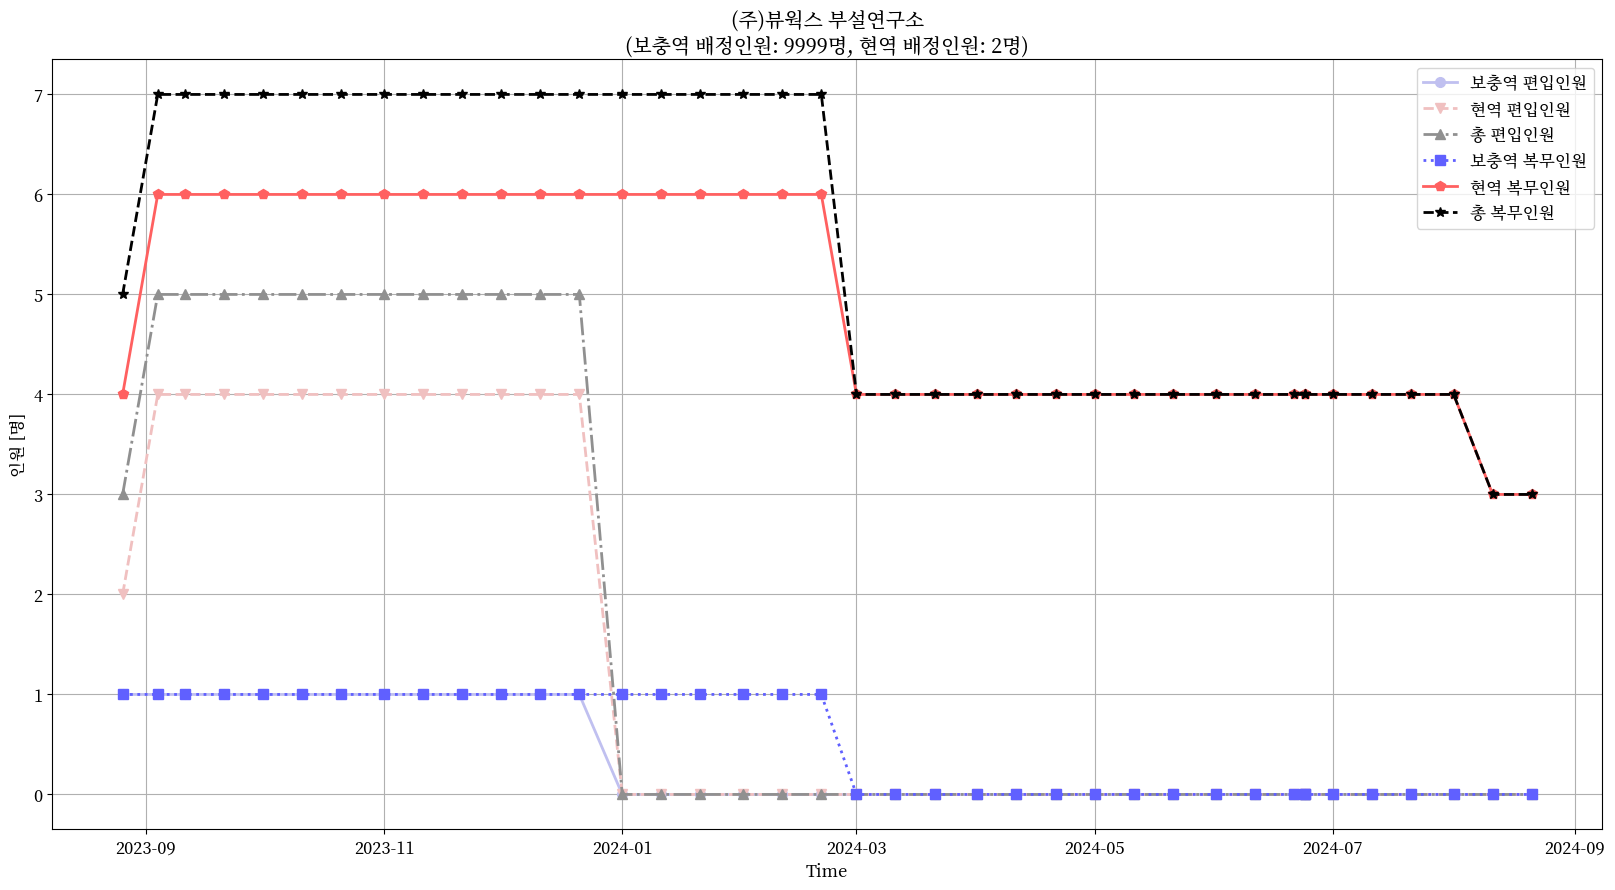 (주)뷰웍스 부설연구소
(보충역 배정인원: 9999명, 현역 배정인원: 2명)
보충역 편입인원
현역 편입인원
총 편입인원
보충역 복무인원
현역 복무인원
총 복무인원
인원 [명]
7
6
5
4
3
2
1
0
2023-09
2023-11
2024-01
2024-03
2024-05
2024-07
2024-09
Time